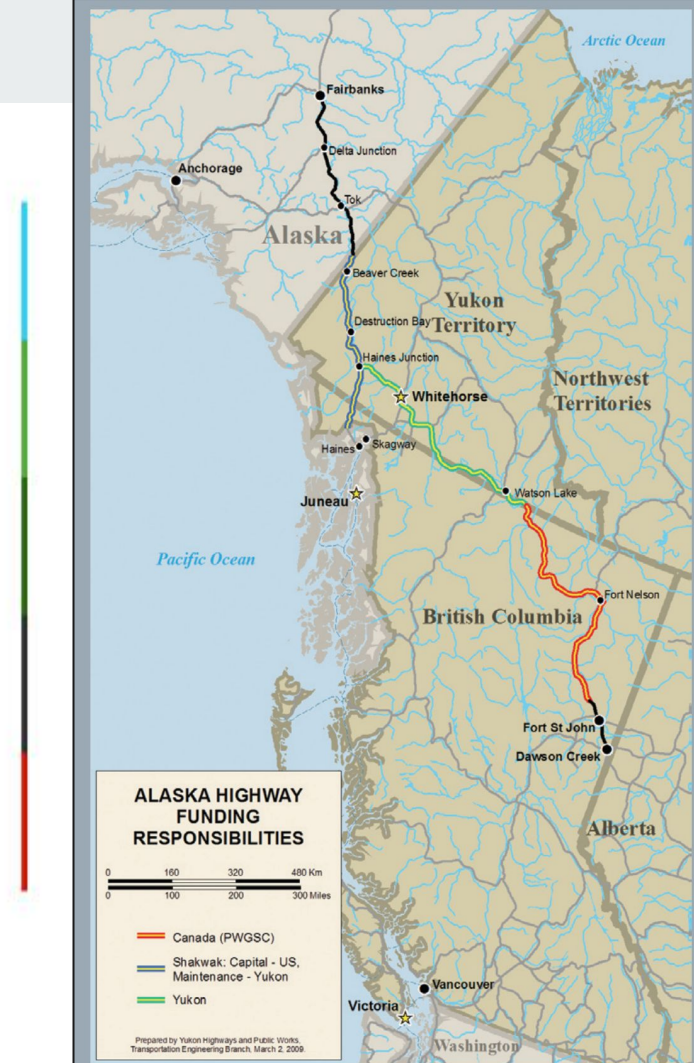 Arctic Ocean
Fairbanks
Delta Junction
Anchorage
Tok
Alaska
Beaver Creek
Yukon
Territory
Destruction Bay
Haines Junction
Northwest
Territories
Whitehorse
Skagway
Haines
Juneau
Watson Lake
Pacific Ocean
Fort Nelson
British Columbia
Fort St John
Dawson Creek
Alberta
ALASKA HIGHWAY
FUNDING
RESPONSIBILITIES
0 160 320 480 Km
0 100 200 300 Miles
Canada (PWGSC)
Shakwak: Capital - US,
Maintenance - Yukon
Yukon
Prepared by Yukon Highways and Public Works,
Transportation Engineering Branch, March 2, 2009.
Vancouver
Victoria
Washington